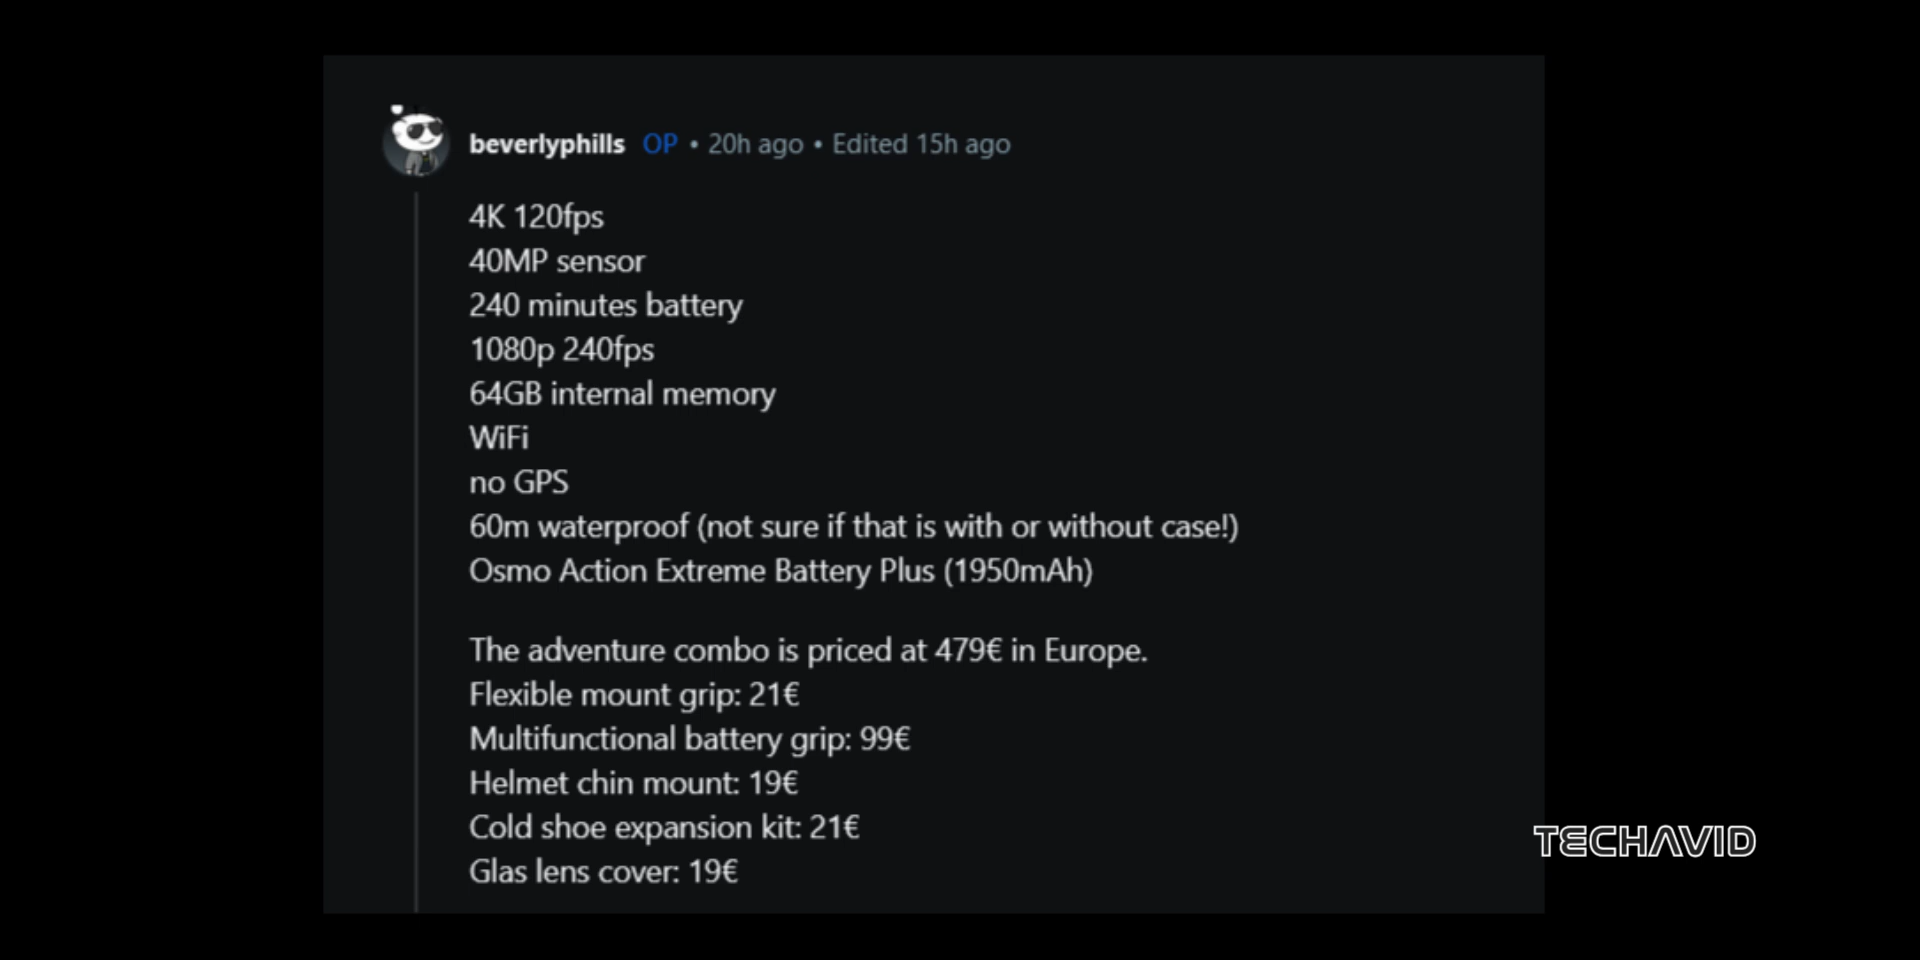 beverlyphills OP • 20h ago • Edited 15h ago
4K 120fps
40MP sensor
240 minutes battery
1080p 240fps
64GB internal memory
WiFi
no GPS
60m waterproof (not sure if that is with or without case!)
Osmo Action Extreme Battery Plus (1950mAh)
The adventure combo is priced at 479€ in Europe.
Flexible mount grip: 21€
Multifunctional battery grip: 99€
Helmet chin mount: 19€
Cold shoe expansion kit: 21€
Glas lens cover: 19€
TECHAVID